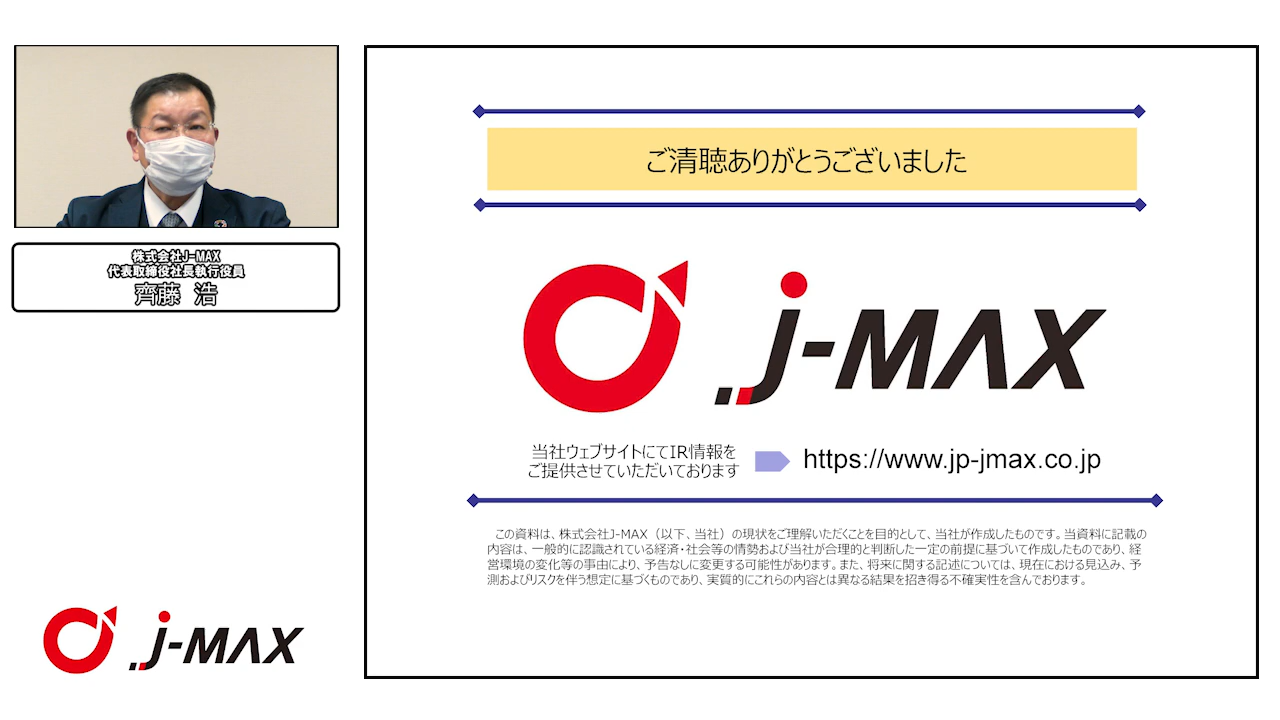 株式会社J-MAX
代表取締役社長執行役員
齊藤 浩
ご清聴ありがとうございました
J-MAX
当社ウェブサイトにてIR情報を
ご提供させていただいております
https://www.jp-jmax.co.jp
この資料は、株式会社J-MAX（以下、当社）の現状をご理解いただくことを目的として、当社が作成したものです。当資料に記載の
内容は、一般的に認識されている経済・社会等の情勢および当社が合理的と判断した一定の前提に基づいて作成したものであり、経
営環境の変化等の事由により、予告なしに変更する可能性があります。また、将来に関する記述については、現在における見込み、予
測およびリスクを伴う想定に基づくものであり、実質的にこれらの内容とは異なる結果を招き得る不確実性を含んでおります。
J-MAX